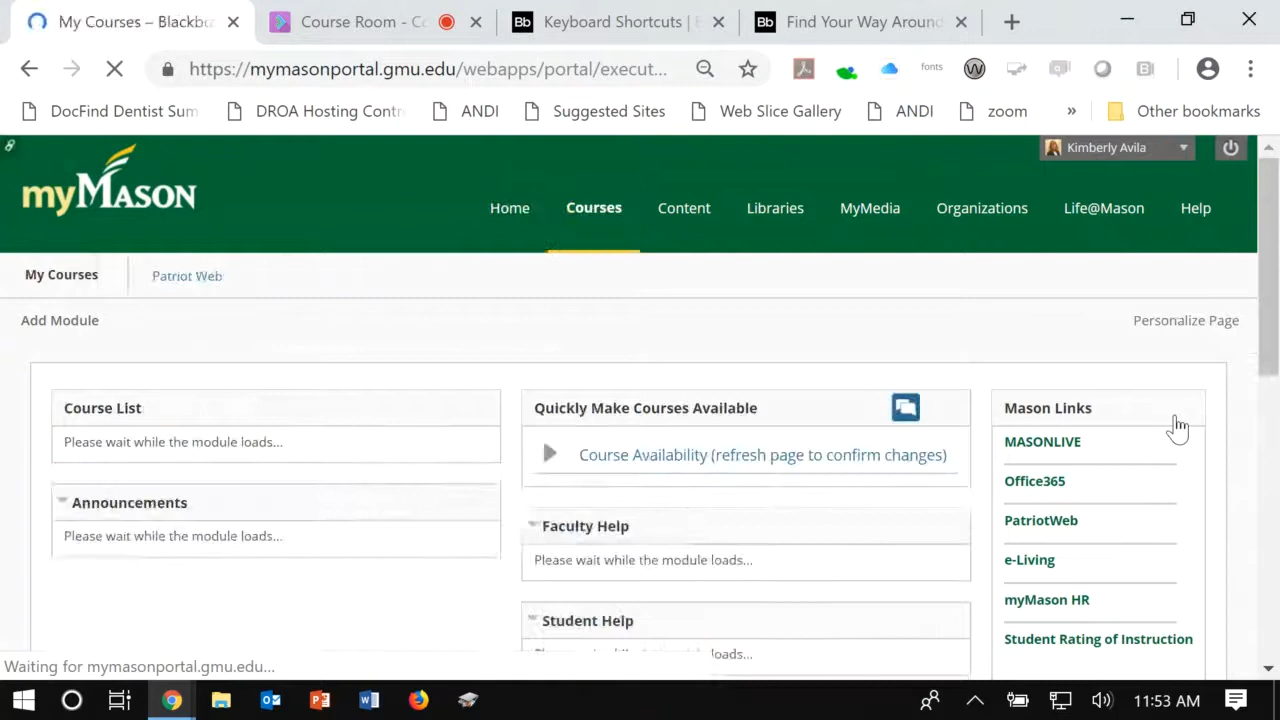 My Courses – Blackbu
Course Room - Co
Bb Keyboard Shortcuts |
Bb Find Your Way Around
https://mymasonportal.gmu.edu/webapps/portal/execut...
fonts
DocFind Dentist Sum
DROA Hosting Contr
ANDI
Suggested Sites
Web Slice Gallery
ANDI
zoom
»
Other bookmarks
Kimberly Avila
myMASON
Home
Courses
Content
Libraries
MyMedia
Organizations
Life@Mason
Help
My Courses
Patriot Web
Add Module
Personalize Page
Course List
Please wait while the module loads...
Announcements
Please wait while the module loads...
Quickly Make Courses Available
Course Availability (refresh page to confirm changes)
Faculty Help
Please wait while the module loads...
Student Help
loads...
Mason Links
MASONLIVE
Office365
PatriotWeb
e-Living
myMason HR
Student Rating of Instruction
Waiting for mymasonportal.gmu.edu...
11:53 AM